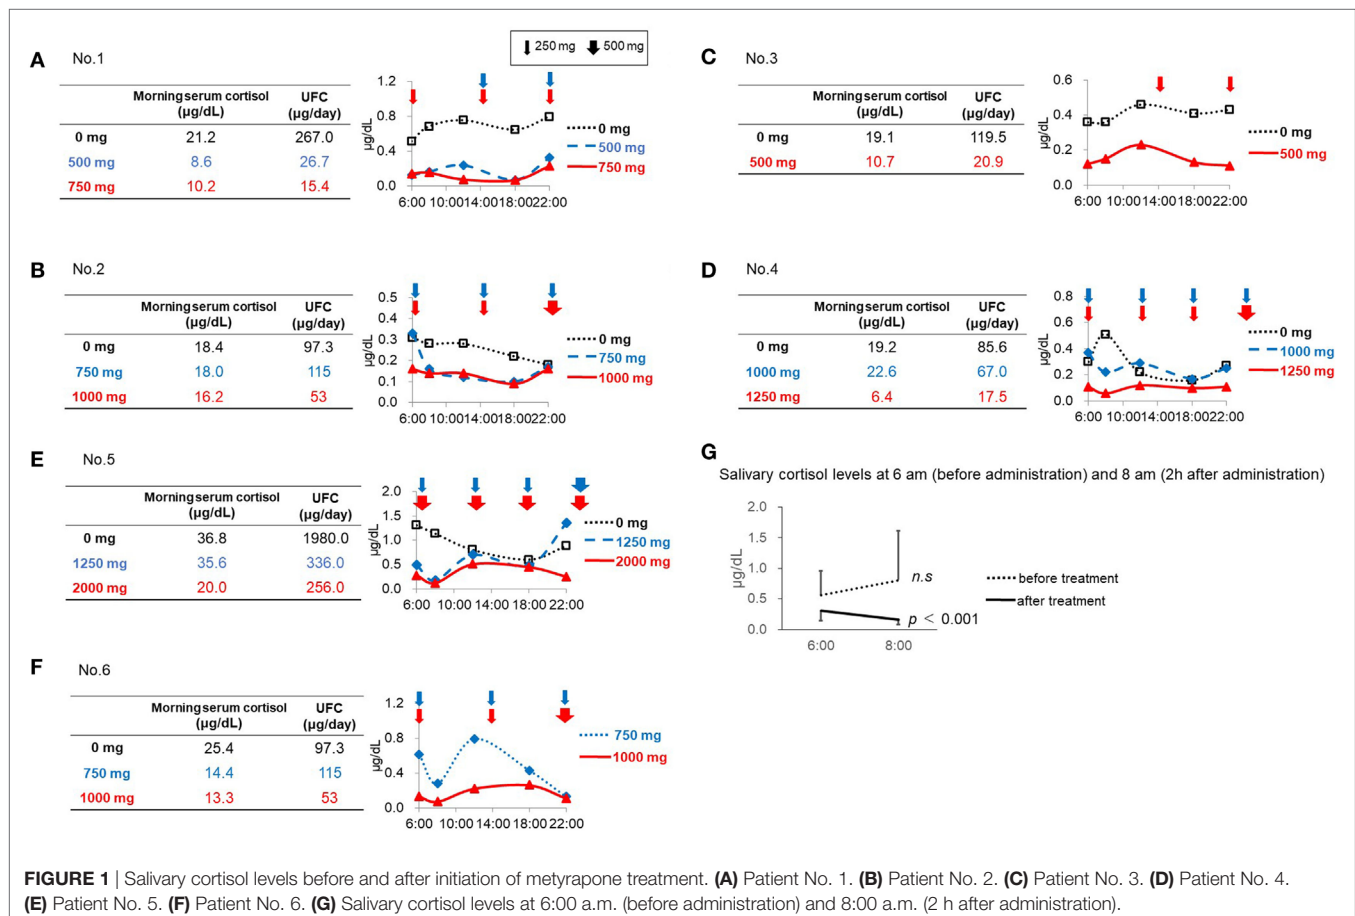 250 mg 500 mg
A No.1
Morning serum cortisol (µg/dL) UFC (µg/day)
0 mg 21.2 267.0
500 mg 8.6 26.7
750 mg 10.2 15.4
µg/dL
1.2
0.8
0.4
0.0
6:00 10:00 14:00 18:00 22:00
0 mg
500 mg
750 mg
C No.3
Morning serum cortisol (µg/dL) UFC (µg/day)
0 mg 19.1 119.5
500 mg 10.7 20.9
µg/dL
0.6
0.4
0.2
0.0
6:00 10:00 14:00 18:00 22:00
0 mg
500 mg
B No.2
Morning serum cortisol (µg/dL) UFC (µg/day)
0 mg 18.4 97.3
750 mg 18.0 115
1000 mg 16.2 53
µg/dL
0.5
0.4
0.3
0.2
0.1
0.0
6:00 10:00 14:00 18:00 22:00
0 mg
750 mg
1000 mg
D No.4
Morning serum cortisol (µg/dL) UFC (µg/day)
0 mg 19.2 85.6
1000 mg 22.6 67.0
1250 mg 6.4 17.5
µg/dL
0.8
0.6
0.4
0.2
0.0
6:00 10:00 14:00 18:00 22:00
0 mg
1000 mg
1250 mg
E No.5
Morning serum cortisol (µg/dL) UFC (µg/day)
0 mg 36.8 1980.0
1250 mg 35.6 336.0
2000 mg 20.0 256.0
µg/dL
2.0
1.5
1.0
0.5
0.0
6:00 10:00 14:00 18:00 22:00
0 mg
1250 mg
2000 mg
G
Salivary cortisol levels at 6 am (before administration) and 8 am (2h after administration)
µg/dL
2.0
1.5
1.0
0.5
0.0
6:00 8:00
n.s
p < 0.001
before treatment
after treatment
F No.6
Morning serum cortisol (µg/dL) UFC (µg/day)
0 mg 25.4 97.3
750 mg 14.4 115
1000 mg 13.3 53
µg/dL
1.2
0.8
0.4
0.0
6:00 10:00 14:00 18:00 22:00
750 mg
1000 mg
FIGURE 1 | Salivary cortisol levels before and after initiation of metyrapone treatment. (A) Patient No. 1. (B) Patient No. 2. (C) Patient No. 3. (D) Patient No. 4.
(E) Patient No. 5. (F) Patient No. 6. (G) Salivary cortisol levels at 6:00 a.m. (before administration) and 8:00 a.m. (2 h after administration).